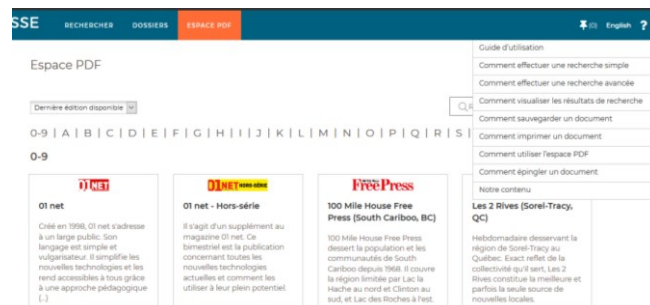 SSE RECHERCHER DOSSIERS ESPACE PDF (0) English ?
Guide d'utilisation
Comment effectuer une recherche simple
Comment effectuer une recherche avancée
Comment visualiser les résultats de recherche
Comment sauvegarder un document
Comment imprimer un document
Comment utiliser l'espace PDF
Comment épingler un document
Notre contenu
Espace PDF
Dernière édition disponible
0-9 | A | B | C | D | E | F | G | H | I | J | K | L | M | N | O | P | Q | R | S |
0-9
01NET
01 net
Créé en 1998, 01 net s'adresse
à un large public. Son
langage est simple et
vulgarisateur. Il simplifie les
nouvelles technologies et les
rend accessibles à tous grâce
à une approche pédagogique
(...)
01NET HORS-SÉRIE
01 net - Hors-série
Il s'agit d'un supplément au
magazine 01 net. Ce
bimestriel est la publication
concernant toutes les
nouvelles technologies
actuelles et comment les
utiliser à leur plein potentiel.
Free Press
100 Mile House Free
Press (South Cariboo, BC)
100 Mile House Free Press
dessert la population et les
communautés de South
Cariboo depuis 1968. Il couvre
la région limitée par Lac la
Hache au nord et Clinton au
sud, et Lac des Roches à l'est.
Les 2 Rives (Sorel-Tracy,
QC)
Hebdomadaire desservant la
région de Sorel-Tracy au
Québec. Exact reflet de la
collectivité qu'il sert, Les 2
Rives constitue la meilleure et
parfois la seule source de
nouvelles locales.